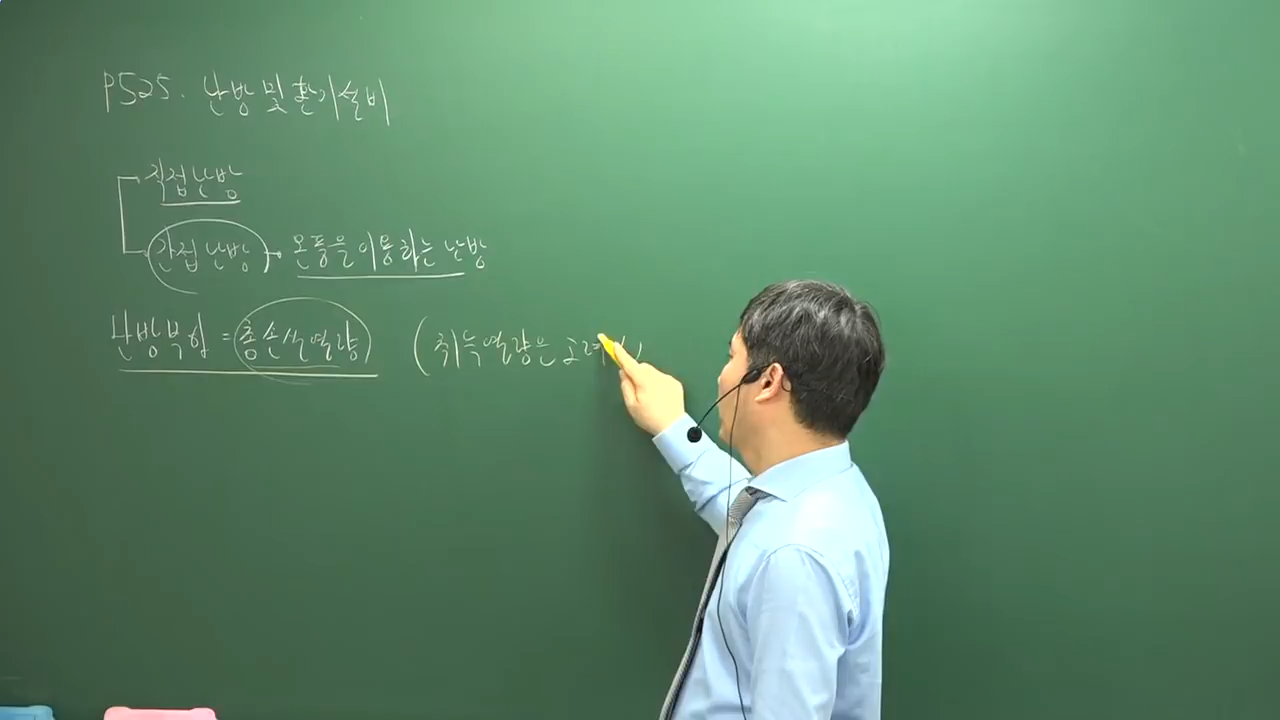 P525. 난방 및 환기설비
직접난방
간접난방 온풍을 이용하는 난방
난방부하 = 총손실열량 (취득열량은